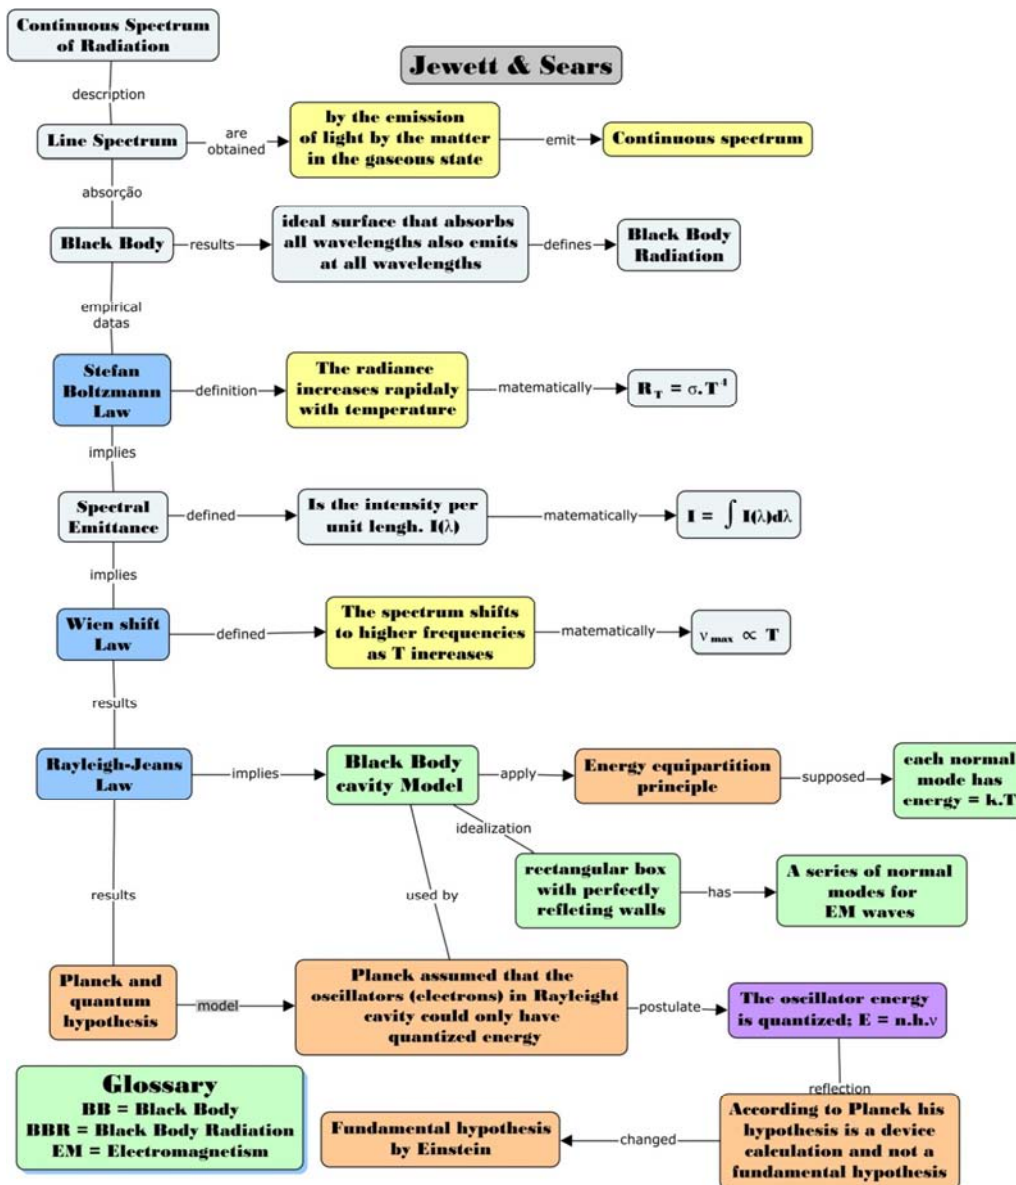 Continuous Spectrum
of Radiation
Jewett & Sears
description
Line Spectrum
are
obtained
by the emission
of light by the matter
in the gaseous state
emit
Continuous spectrum
absorção
Black Body
results
ideal surface that absorbs
all wavelengths also emits
at all wavelengths
defines
Black Body
Radiation
empirical
datas
Stefan
Boltzmann
Law
definition
The radiance
increases rapidaly
with temperature
matematically
R_T = σ.T⁴
implies
Spectral
Emittance
defined
Is the intensity per
unit lengh. I(λ)
matematically
I = ∫ I(λ)dλ
implies
Wien shift
Law
defined
The spectrum shifts
to higher frequencies
as T increases
matematically
ν max ∝ T
results
Rayleigh-Jeans
Law
implies
Black Body
cavity Model
apply
Energy equipartition
principle
supposed
each normal
mode has
energy = k.T
idealization
rectangular box
with perfectly
refleting walls
has
A series of normal
modes for
EM waves
results
used by
Planck and
quantum
hypothesis
model
Planck assumed that the
oscillators (electrons) in Rayleight
cavity could only have
quantized energy
postulate
The oscillator energy
is quantized; E = n.h.ν
reflection
According to Planck his
hypothesis is a device
calculation and not a
fundamental hypothesis
changed
Fundamental hypothesis
by Einstein
Glossary
BB = Black Body
BBR = Black Body Radiation
EM = Electromagnetism